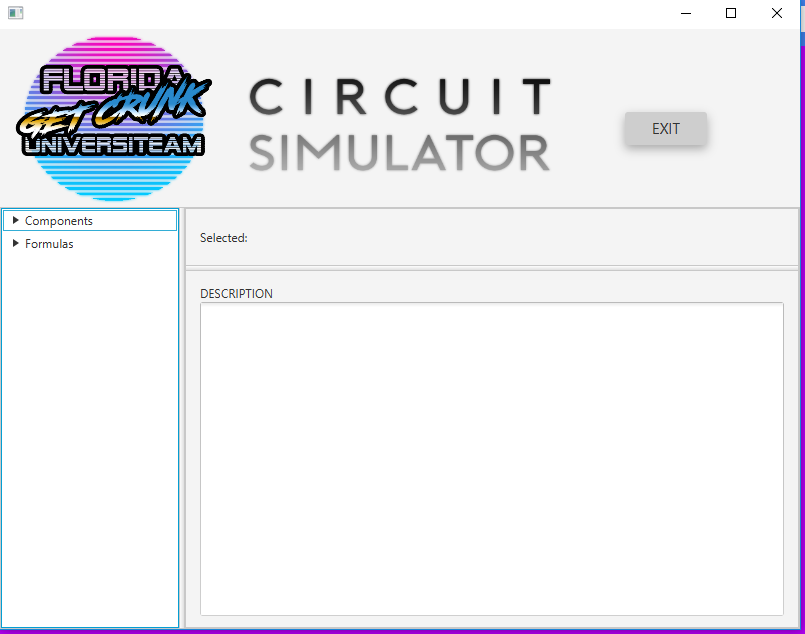 FLORIDA
GET CRUNK
UNIVERSITEAM
CIRCUIT
SIMULATOR
EXIT
Components
Formulas
Selected:
DESCRIPTION